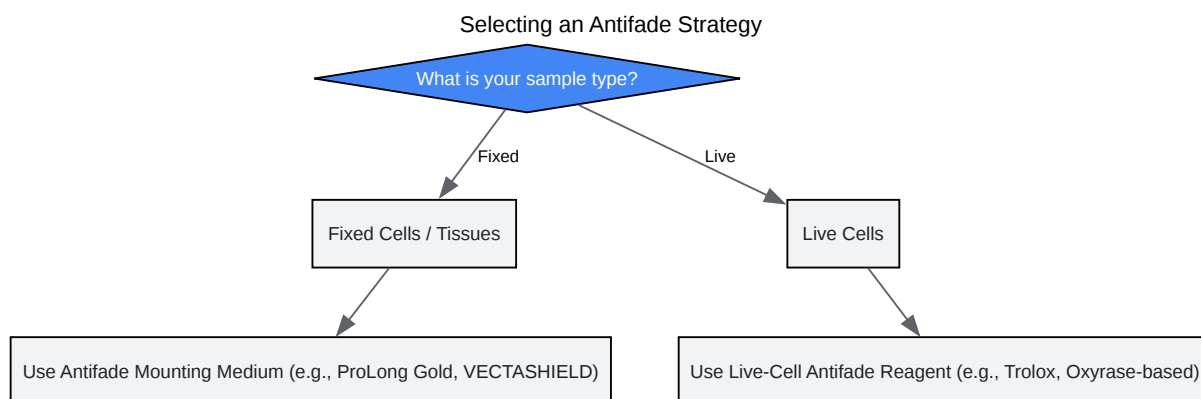 Selecting an Antifade Strategy
What is your sample type?
Fixed
Live
Fixed Cells / Tissues
Live Cells
Use Antifade Mounting Medium (e.g., ProLong Gold, VECTASHIELD)
Use Live-Cell Antifade Reagent (e.g., Trolox, Oxyrase-based)